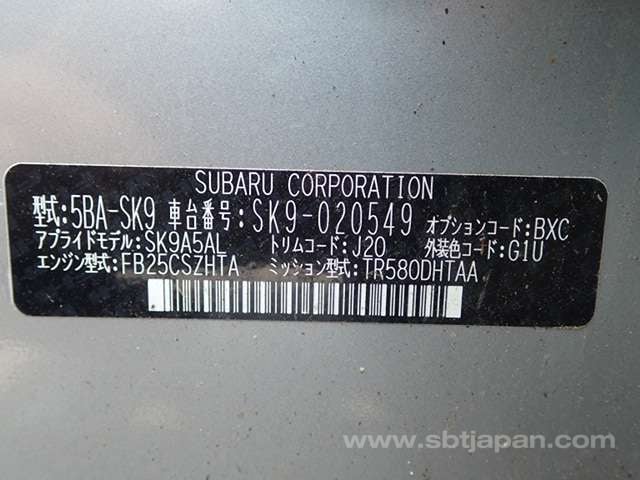 SUBARU CORPORATION
型式:5BA-SK9 車台番号:SK9-020549 オプションコード:BXC
アプライドモデル:SK9A5AL トリムコード:J20 外装色コード:G1U
エンジン型式:FB25CSZHTA ミッション型式:TR580DHTAA
www.sbtjapan.com